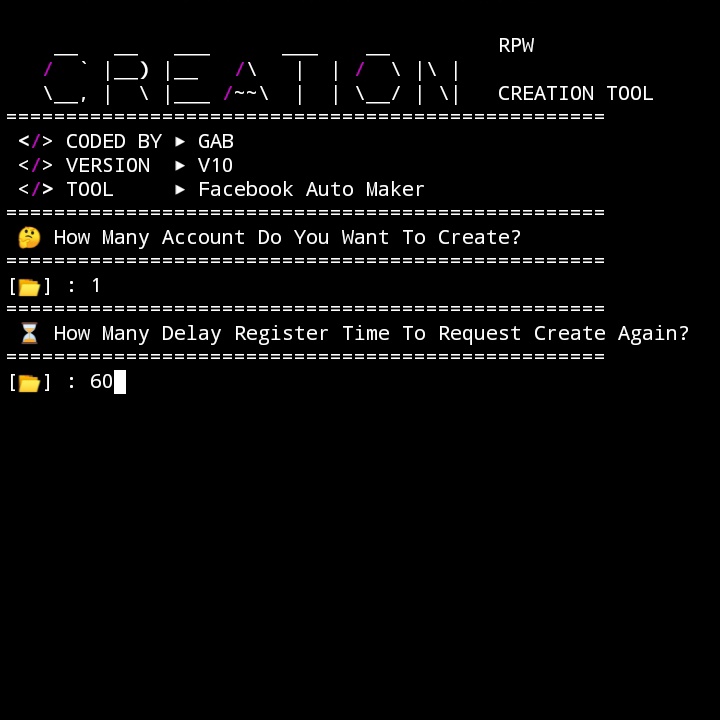 CREATION
RPW
CREATION TOOL
==================================================
</> CODED BY ► GAB
</> VERSION ► V10
</> TOOL ► Facebook Auto Maker
==================================================
🤔 How Many Account Do You Want To Create?
==================================================
[📂] : 1
==================================================
⏳ How Many Delay Register Time To Request Create Again?
==================================================
[📂] : 60